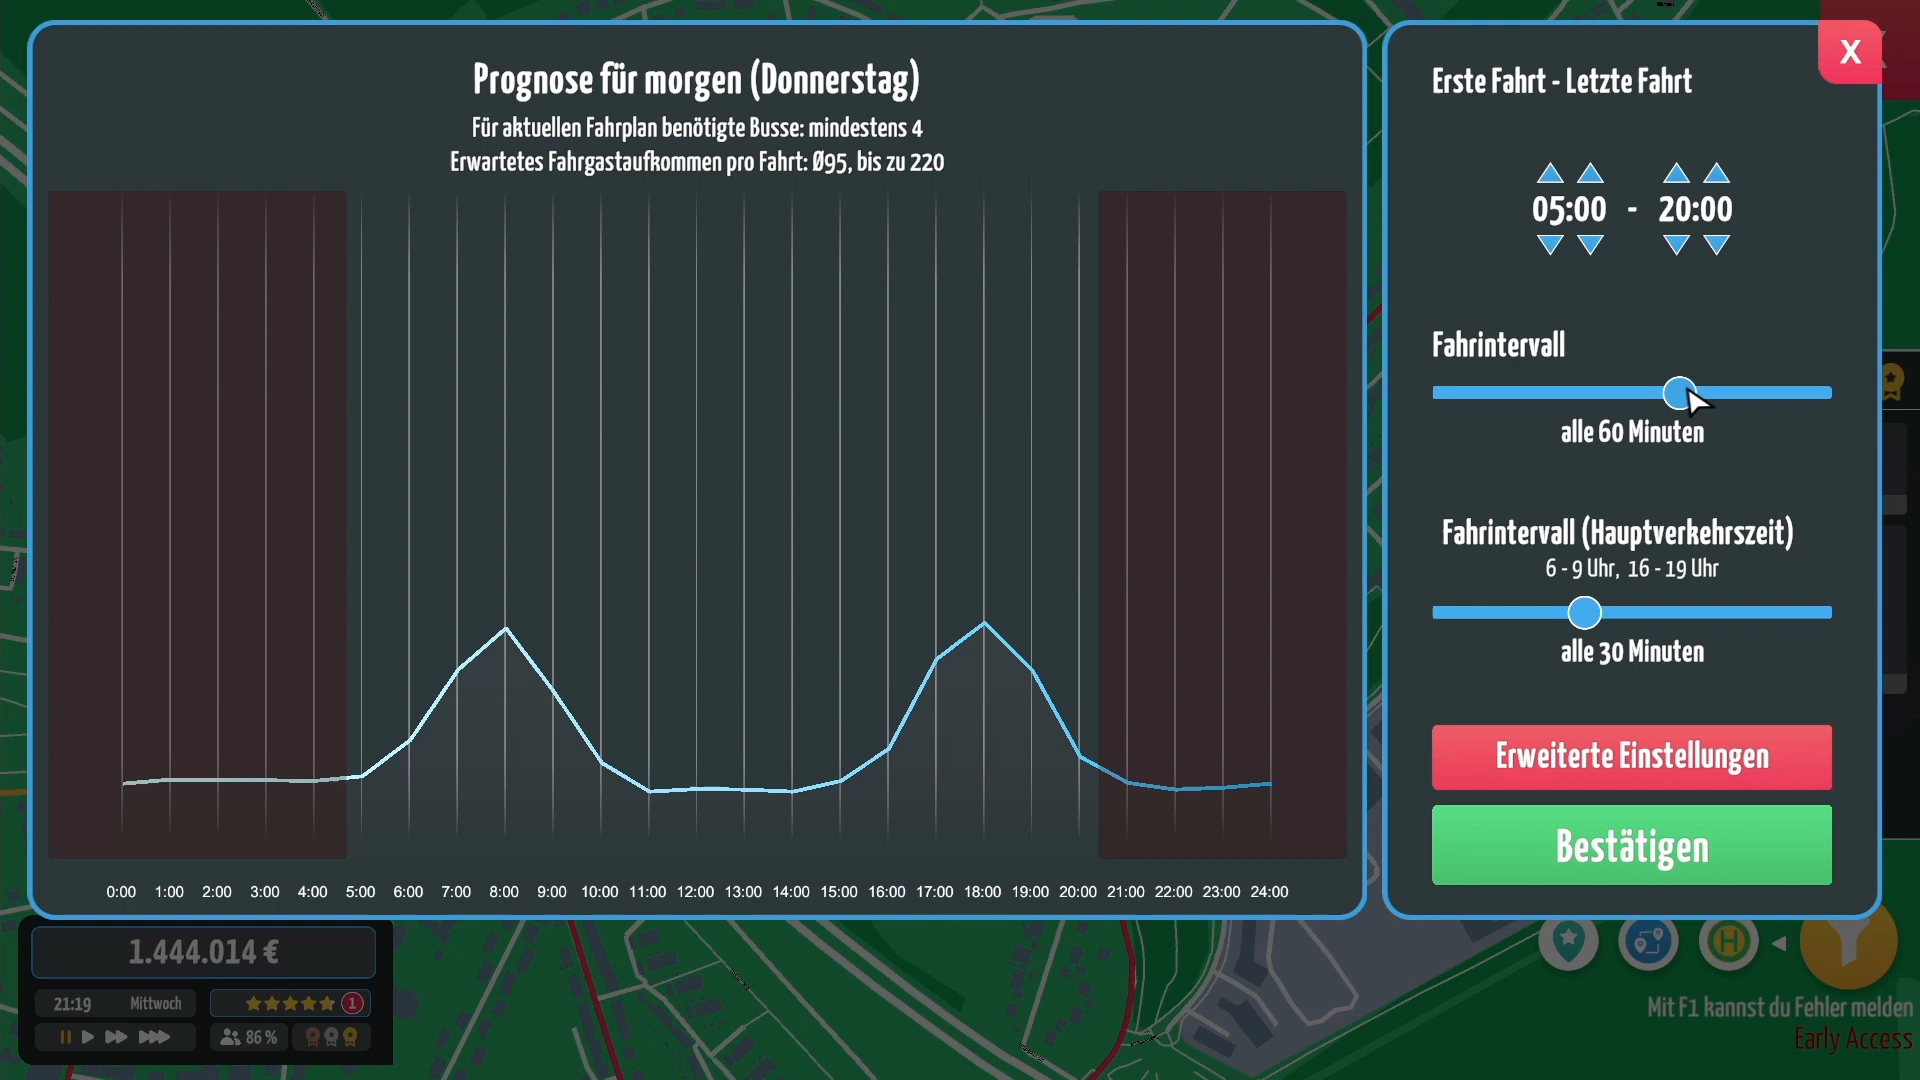 Prognose für morgen (Donnerstag)
Für aktuellen Fahrplan benötigte Busse: mindestens 4
Erwartetes Fahrgastaufkommen pro Fahrt: Ø95, bis zu 220
0:00 1:00 2:00 3:00 4:00 5:00 6:00 7:00 8:00 9:00 10:00 11:00 12:00 13:00 14:00 15:00 16:00 17:00 18:00 19:00 20:00 21:00 22:00 23:00 24:00
X
Erste Fahrt - Letzte Fahrt
05:00 - 20:00
Fahrintervall
alle 60 Minuten
Fahrintervall (Hauptverkehrszeit)
6 - 9 Uhr, 16 - 19 Uhr
alle 30 Minuten
Erweiterte Einstellungen
Bestätigen
1.444.014 €
21:19 Mittwoch
1
86 %
H
Mit F1 kannst du Fehler melden
Early Access